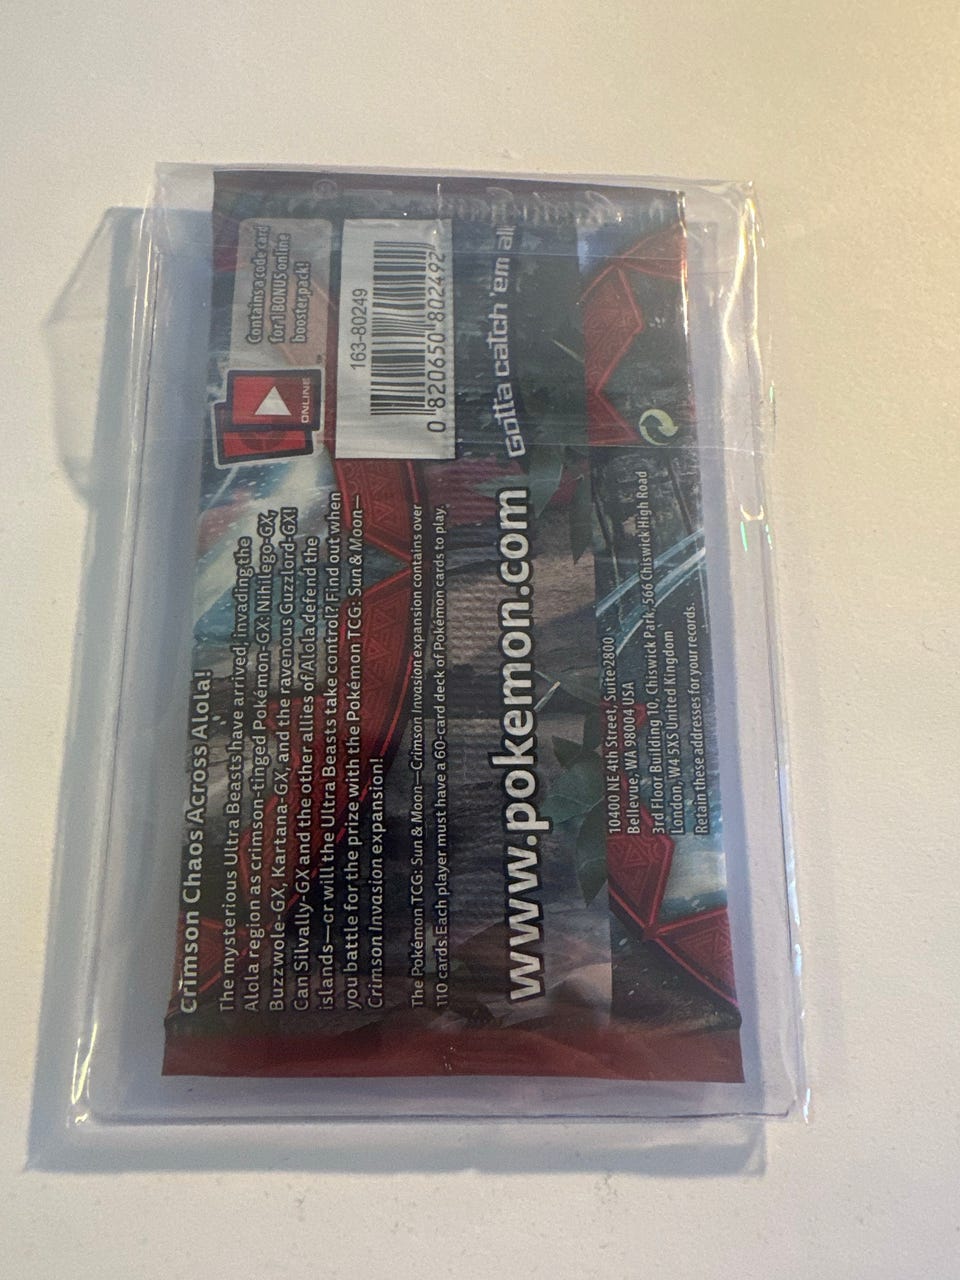 Crimson Chaos Across Alola!
The mysterious Ultra Beasts have arrived, invading the
Alola region as crimson-tinged Pokémon-GX: Nihilego-GX,
Buzzwole-GX, Kartana-GX, and the ravenous Guzzlord-GX!
Can Silvally-GX and the other allies of Alola defend the
islands—or will the Ultra Beasts take control? Find out when
you battle for the prize with the Pokémon TCG: Sun & Moon—
Crimson Invasion expansion!
The Pokémon TCG: Sun & Moon—Crimson Invasion expansion contains over
110 cards. Each player must have a 60-card deck of Pokémon cards to play.
www.pokemon.com
10400 NE 4th Street, Suite 2800
Bellevue, WA 98004 USA
3rd Floor Building 10, Chiswick Park, 566 Chiswick High Road
London, W4 5XS United Kingdom
Retain these addresses for your records.
ONLINE
Contains a code card
for 1 BONUS online
booster pack!
163-80249
0 820650 802492
Gotta catch 'em all